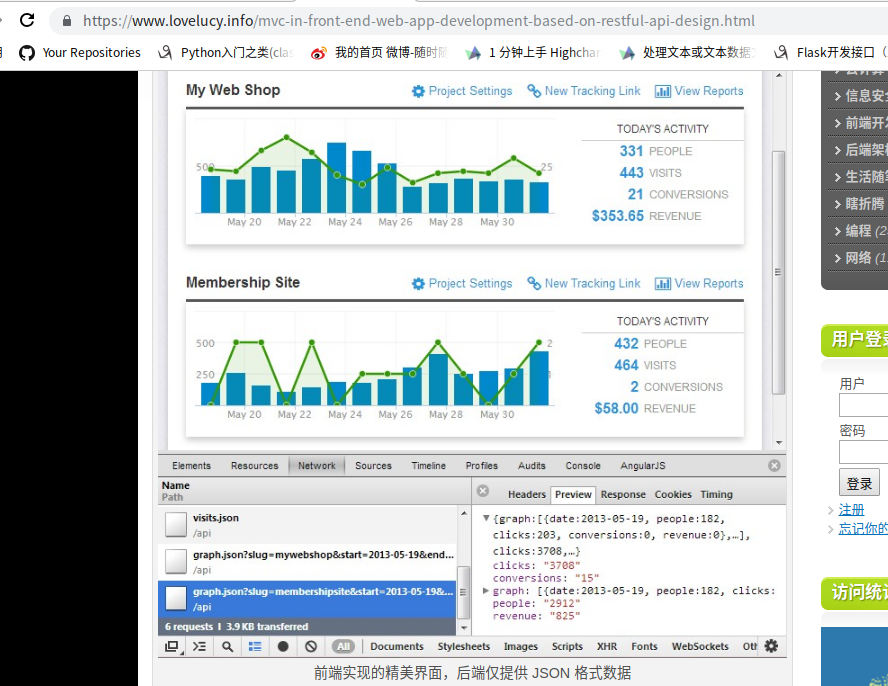 https://www.lovelucy.info/mvc-in-front-end-web-app-development-based-on-restful-api-design.html
Your Repositories
Python入门之类(clas
我的首页 微博-随时随
1 分钟上手 Highchar
处理文本或文本数据
Flask开发接口（
My Web Shop
Project Settings
New Tracking Link
View Reports
500
25
May 20
May 22
May 24
May 26
May 28
May 30
TODAY'S ACTIVITY
331 PEOPLE
443 VISITS
21 CONVERSIONS
$353.65 REVENUE
Membership Site
Project Settings
New Tracking Link
View Reports
500
2
250
May 20
May 22
May 24
May 26
May 28
May 30
TODAY'S ACTIVITY
432 PEOPLE
464 VISITS
2 CONVERSIONS
$58.00 REVENUE
Elements
Resources
Network
Sources
Timeline
Profiles
Audits
Console
AngularJS
Name
Path
visits.json
/api
graph.json?slug=mywebshop&start=2013-05-19&end...
/api
graph.json?slug=membershipsite&start=2013-05-19&...
/api
6 requests | 3.9 KB transferred
Headers
Preview
Response
Cookies
Timing
{graph:[{date:2013-05-19, people:182,
clicks:203, conversions:0, revenue:0},…],
clicks:3708,…}
clicks: "3708"
conversions: "15"
graph: [{date:2013-05-19, people:182, clicks:
people: "2912"
revenue: "825"
All
Documents
Stylesheets
Images
Scripts
XHR
Fonts
WebSockets
Oth
前端实现的精美界面，后端仅提供 JSON 格式数据
信息安全
前端开发
后端架构
生活随笔
瞎折腾
编程 (2
网络 (1
用户登录
用户
密码
登录
注册
忘记你的
访问统计